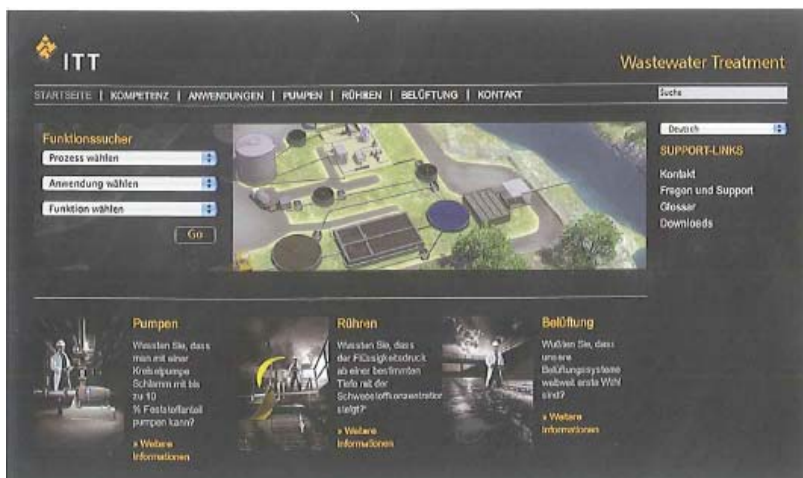 ITT
Wastewater Treatment
STARTSEITE | KOMPETENZ | ANWENDUNGEN | PUMPEN | RÜHREN | BELÜFTUNG | KONTAKT
Suche
Funktionssucher
Prozess wählen
Anwendung wählen
Funktion wählen
Go
Deutsch
SUPPORT-LINKS
Kontakt
Fragen und Support
Glossar
Downloads
Pumpen
Wussten Sie, dass
man mit einer
Kreiselpumpe
Schlamm mit bis
zu 10
% Feststoffanteil
pumpen kann?
» Weitere
Informationen
Rühren
Wussten Sie, dass
der Flüssigkeitsdruck
ab einer bestimmten
Tiefe mit der
Schwebstoffkonzentration
steigt?
» Weitere
Informationen
Belüftung
Wußten Sie, dass
unsere
Belüftungssysteme
weltweit erste Wahl
sind?
» Weitere
Informationen